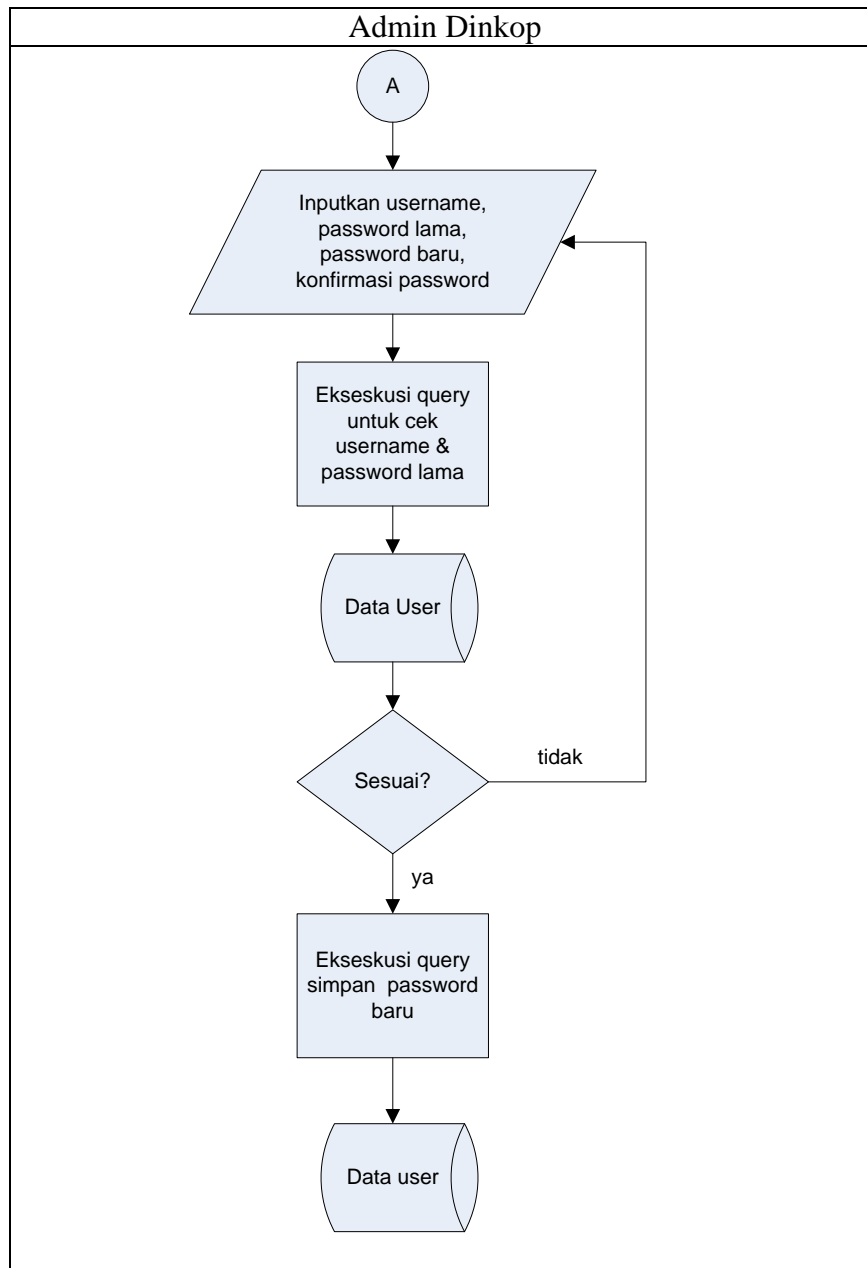 Admin Dinkop
A
Inputkan username,
password lama,
password baru,
konfirmasi password
Ekseskusi query
untuk cek
username &
password lama
Data User
Sesuai?
tidak
ya
Ekseskusi query
simpan password
baru
Data user